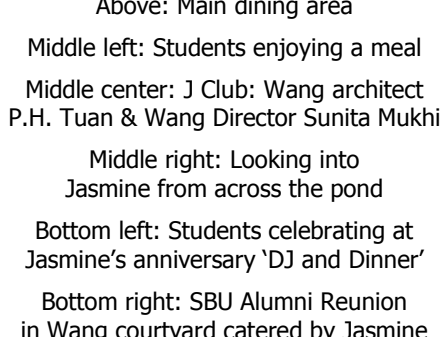 Above: Main dining area
Middle left: Students enjoying a meal
Middle center: J Club: Wang architect
P.H. Tuan & Wang Director Sunita Mukhi
Middle right: Looking into
Jasmine from across the pond
Bottom left: Students celebrating at
Jasmine’s anniversary ‘DJ and Dinner’
Bottom right: SBU Alumni Reunion
in Wang courtyard catered by Jasmine